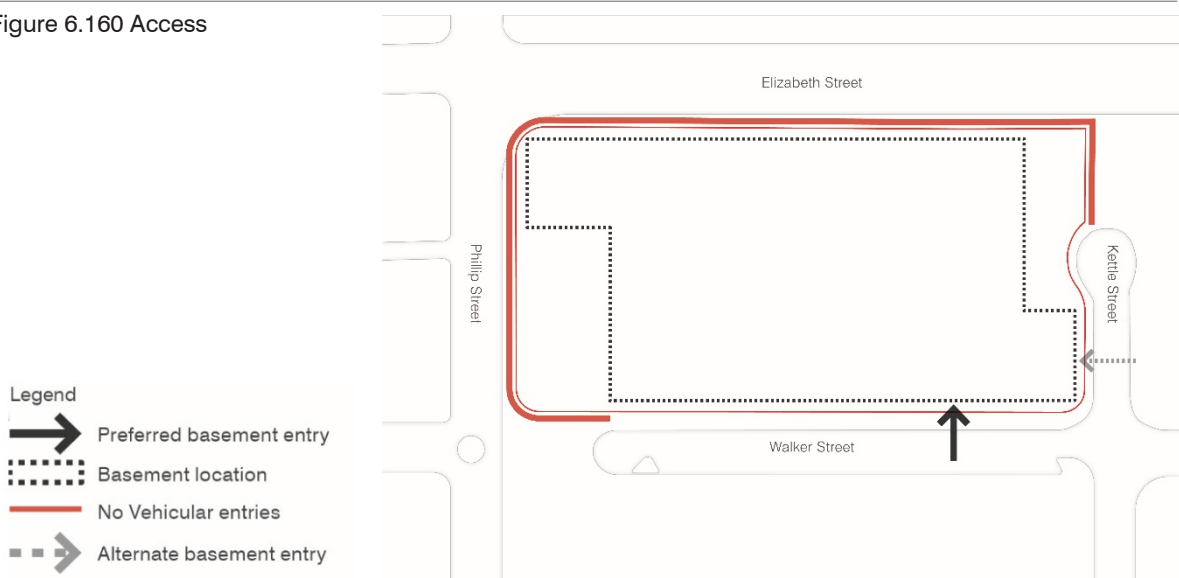 Figure 6.160 Access
Elizabeth Street
Phillip Street
Kettle Street
Walker Street
Legend
Preferred basement entry
Basement location
No Vehicular entries
Alternate basement entry